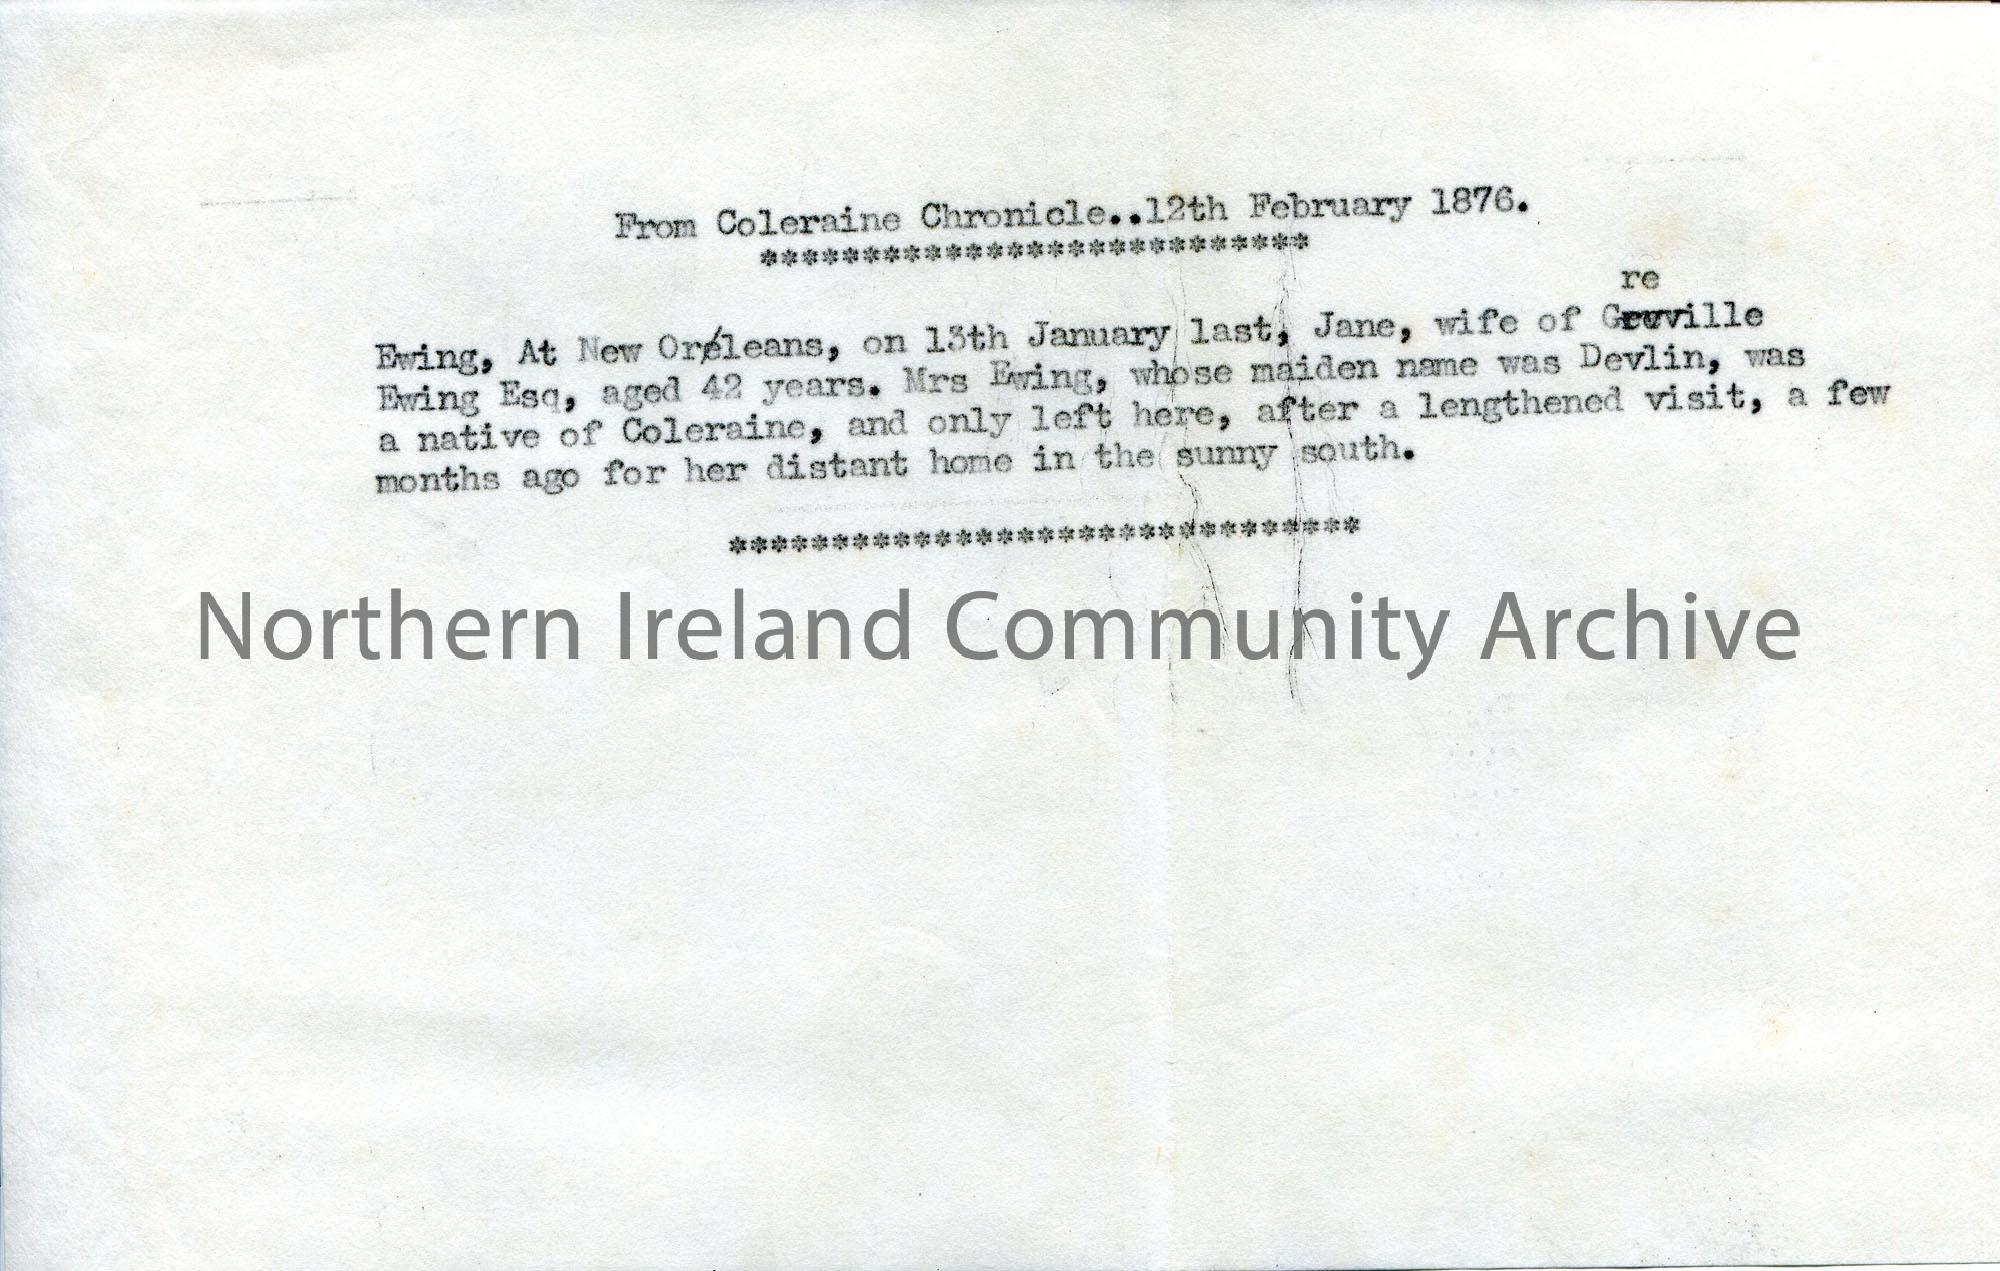 From Coleraine Chronicle..12th February 1876.
**************************
re
Ewing, At New Orleans, on 13th January last, Jane, wife of Greville
Ewing Esq, aged 42 years. Mrs Ewing, whose maiden name was Devlin, was
a native of Coleraine, and only left here, after a lengthened visit, a few
months ago for her distant home in the sunny south.
******************************
Northern Ireland Community Archive